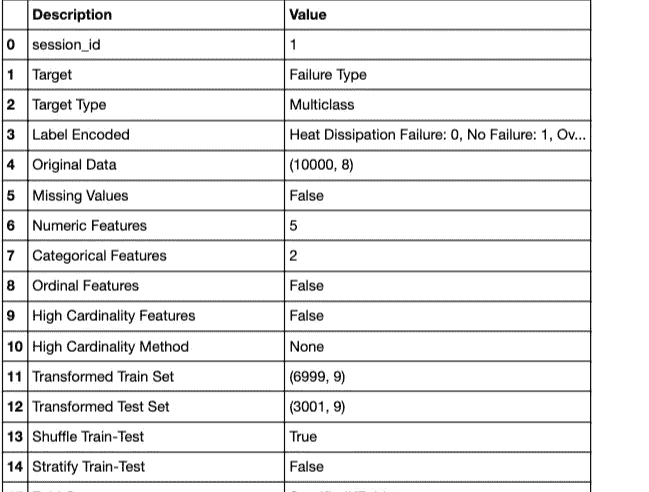 Description Value
0 session_id 1
1 Target Failure Type
2 Target Type Multiclass
3 Label Encoded Heat Dissipation Failure: 0, No Failure: 1, Ov...
4 Original Data (10000, 8)
5 Missing Values False
6 Numeric Features 5
7 Categorical Features 2
8 Ordinal Features False
9 High Cardinality Features False
10 High Cardinality Method None
11 Transformed Train Set (6999, 9)
12 Transformed Test Set (3001, 9)
13 Shuffle Train-Test True
14 Stratify Train-Test False